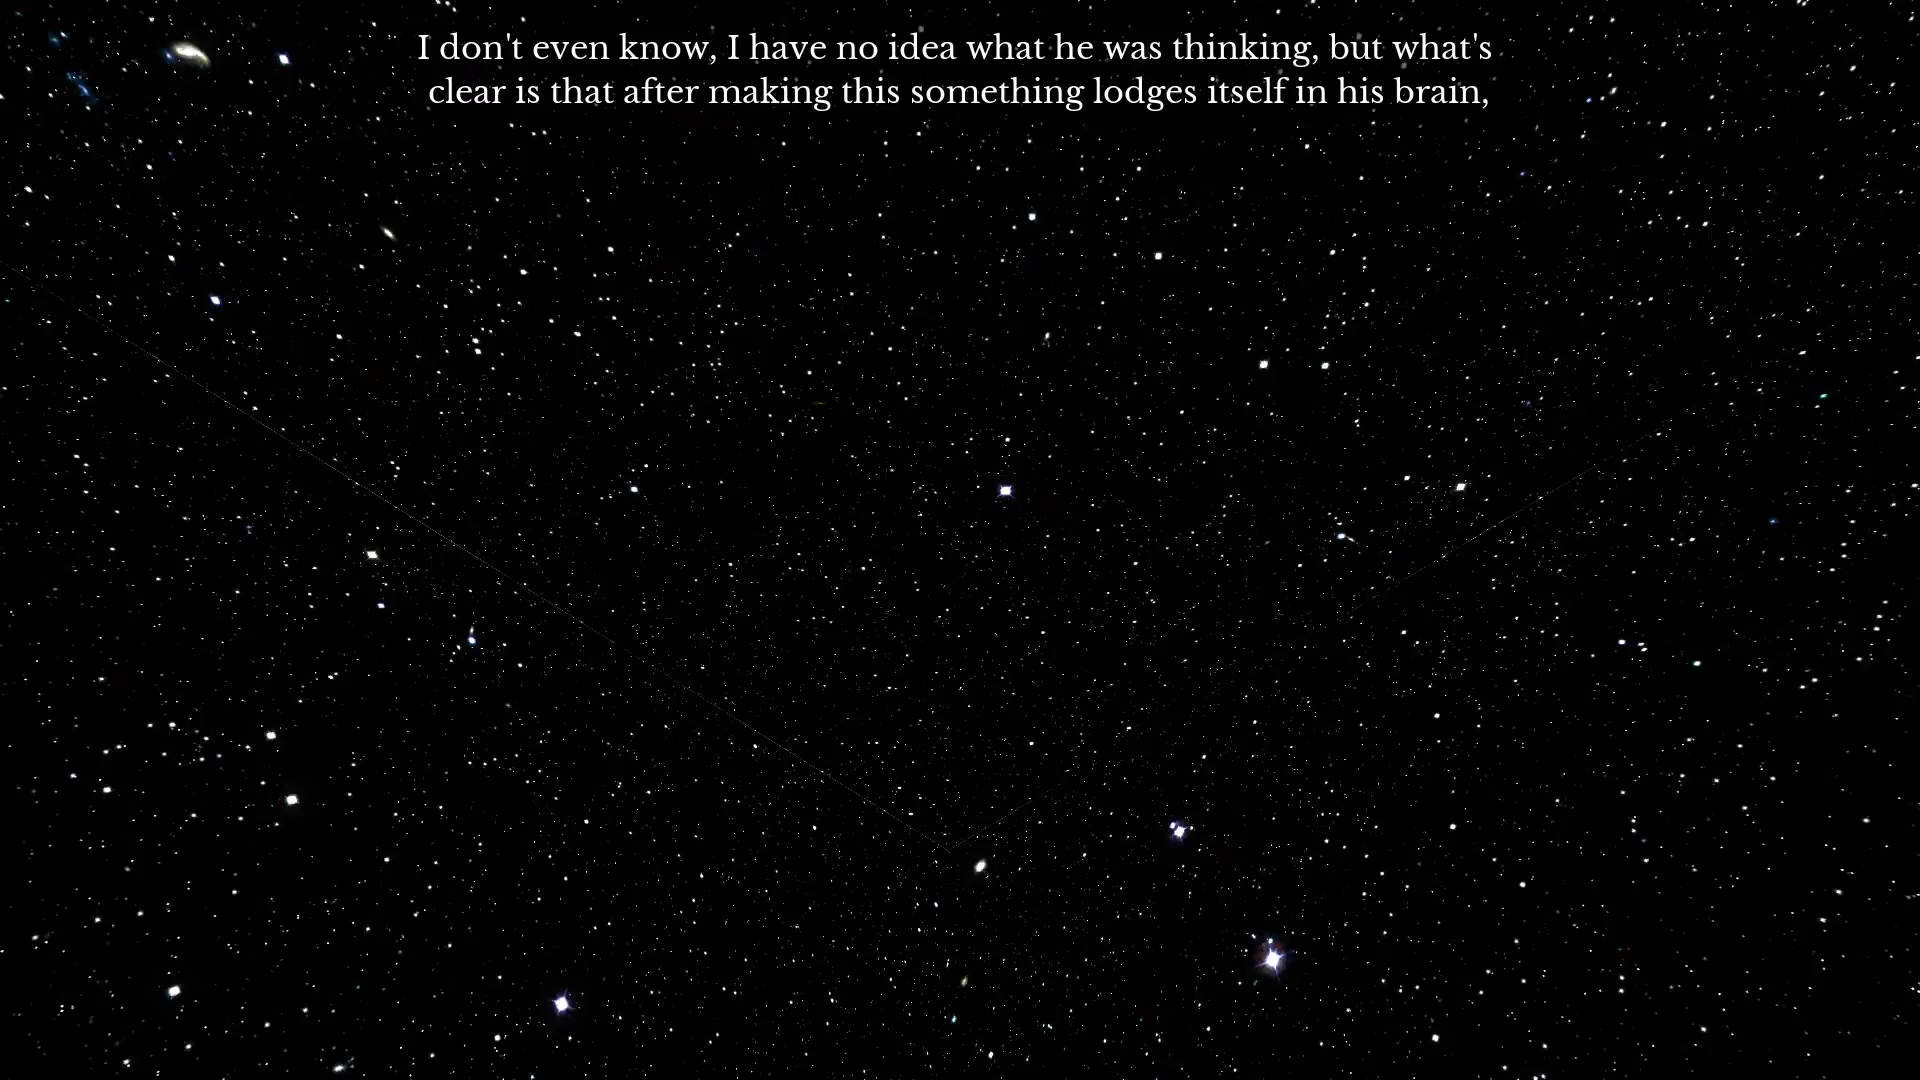 I don't even know, I have no idea what he was thinking, but what's
clear is that after making this something lodges itself in his brain,